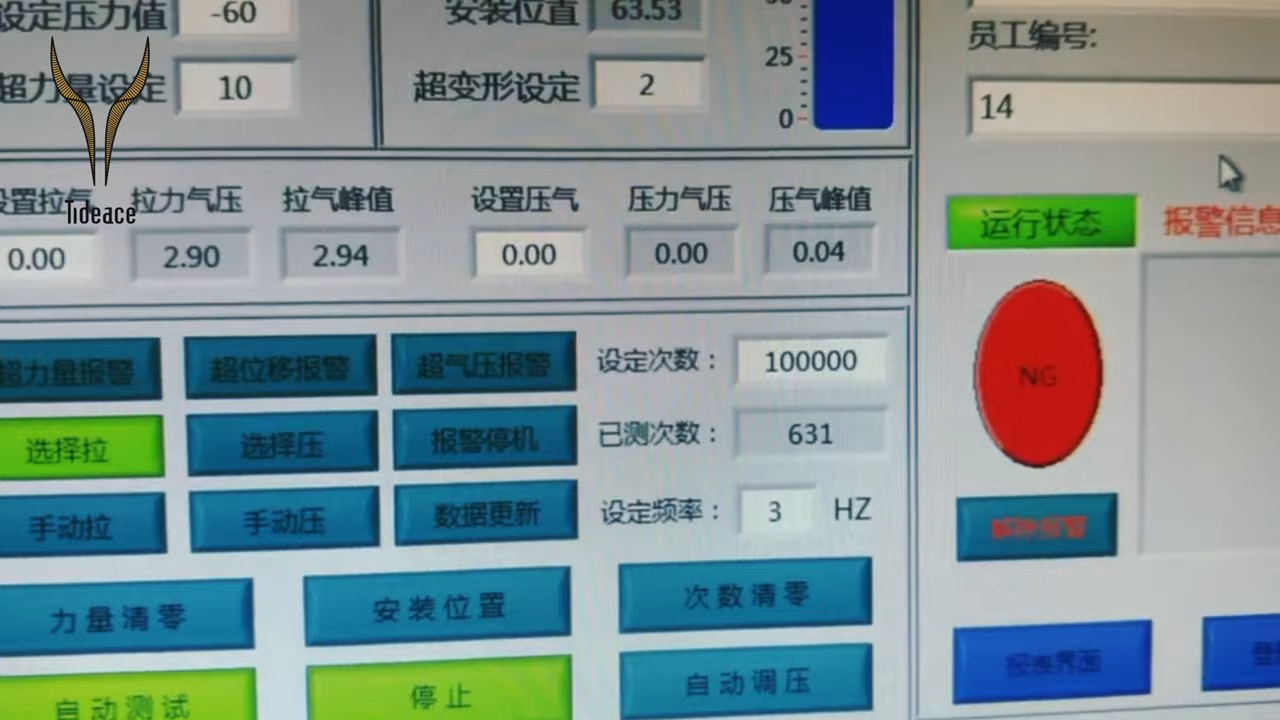 设定压力值 -60 安装位置 63.53
员工编号:
超力量设定 10 超变形设定 2 25 0
14
Tideace
设置拉气 拉力气压 拉气峰值 设置压气 压力气压 压气峰值
0.00 2.90 2.94 0.00 0.00 0.04
运行状态 报警信息
NG
超力量报警 超位移报警 超气压报警 设定次数: 100000
选择拉 选择压 报警停机 已测次数: 631
手动拉 手动压 数据更新 设定频率: 3 HZ
解除报警
力量清零 安装位置 次数清零
自动测试 停止 自动调压
报表界面